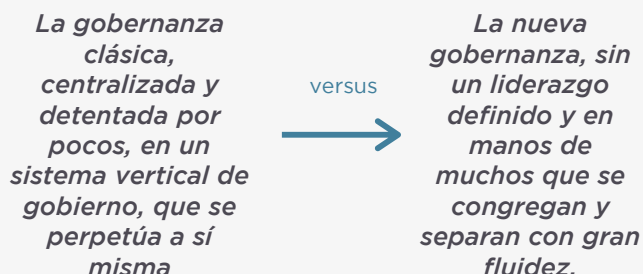 La gobernanza
clásica,
centralizada y
detentada por
pocos, en un
sistema vertical de
gobierno, que se
perpetúa a sí
misma
versus
La nueva
gobernanza, sin
un liderazgo
definido y en
manos de
muchos que se
congregan y
separan con gran
fluidez.